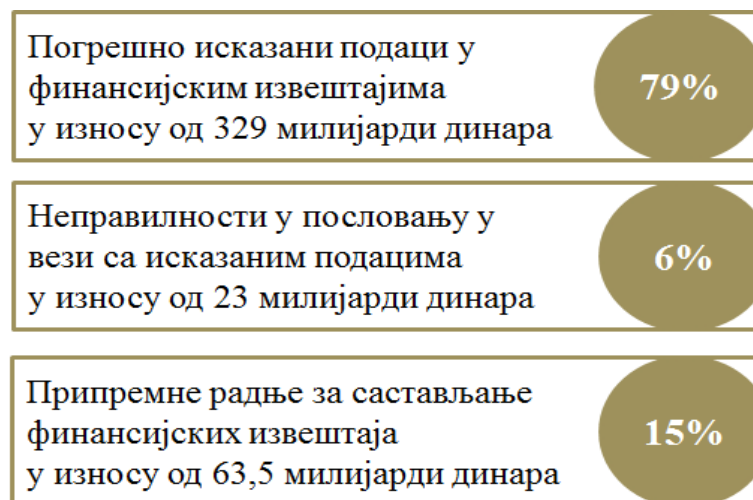 Погрешно исказани подаци у
финансијским извештајима
у износу од 329 милијарди динара
79%
Неправилности у пословању у
вези са исказаним подацима
у износу од 23 милијарди динара
6%
Припремне радње за састављање
финансијских извештаја
у износу од 63,5 милијарди динара
15%